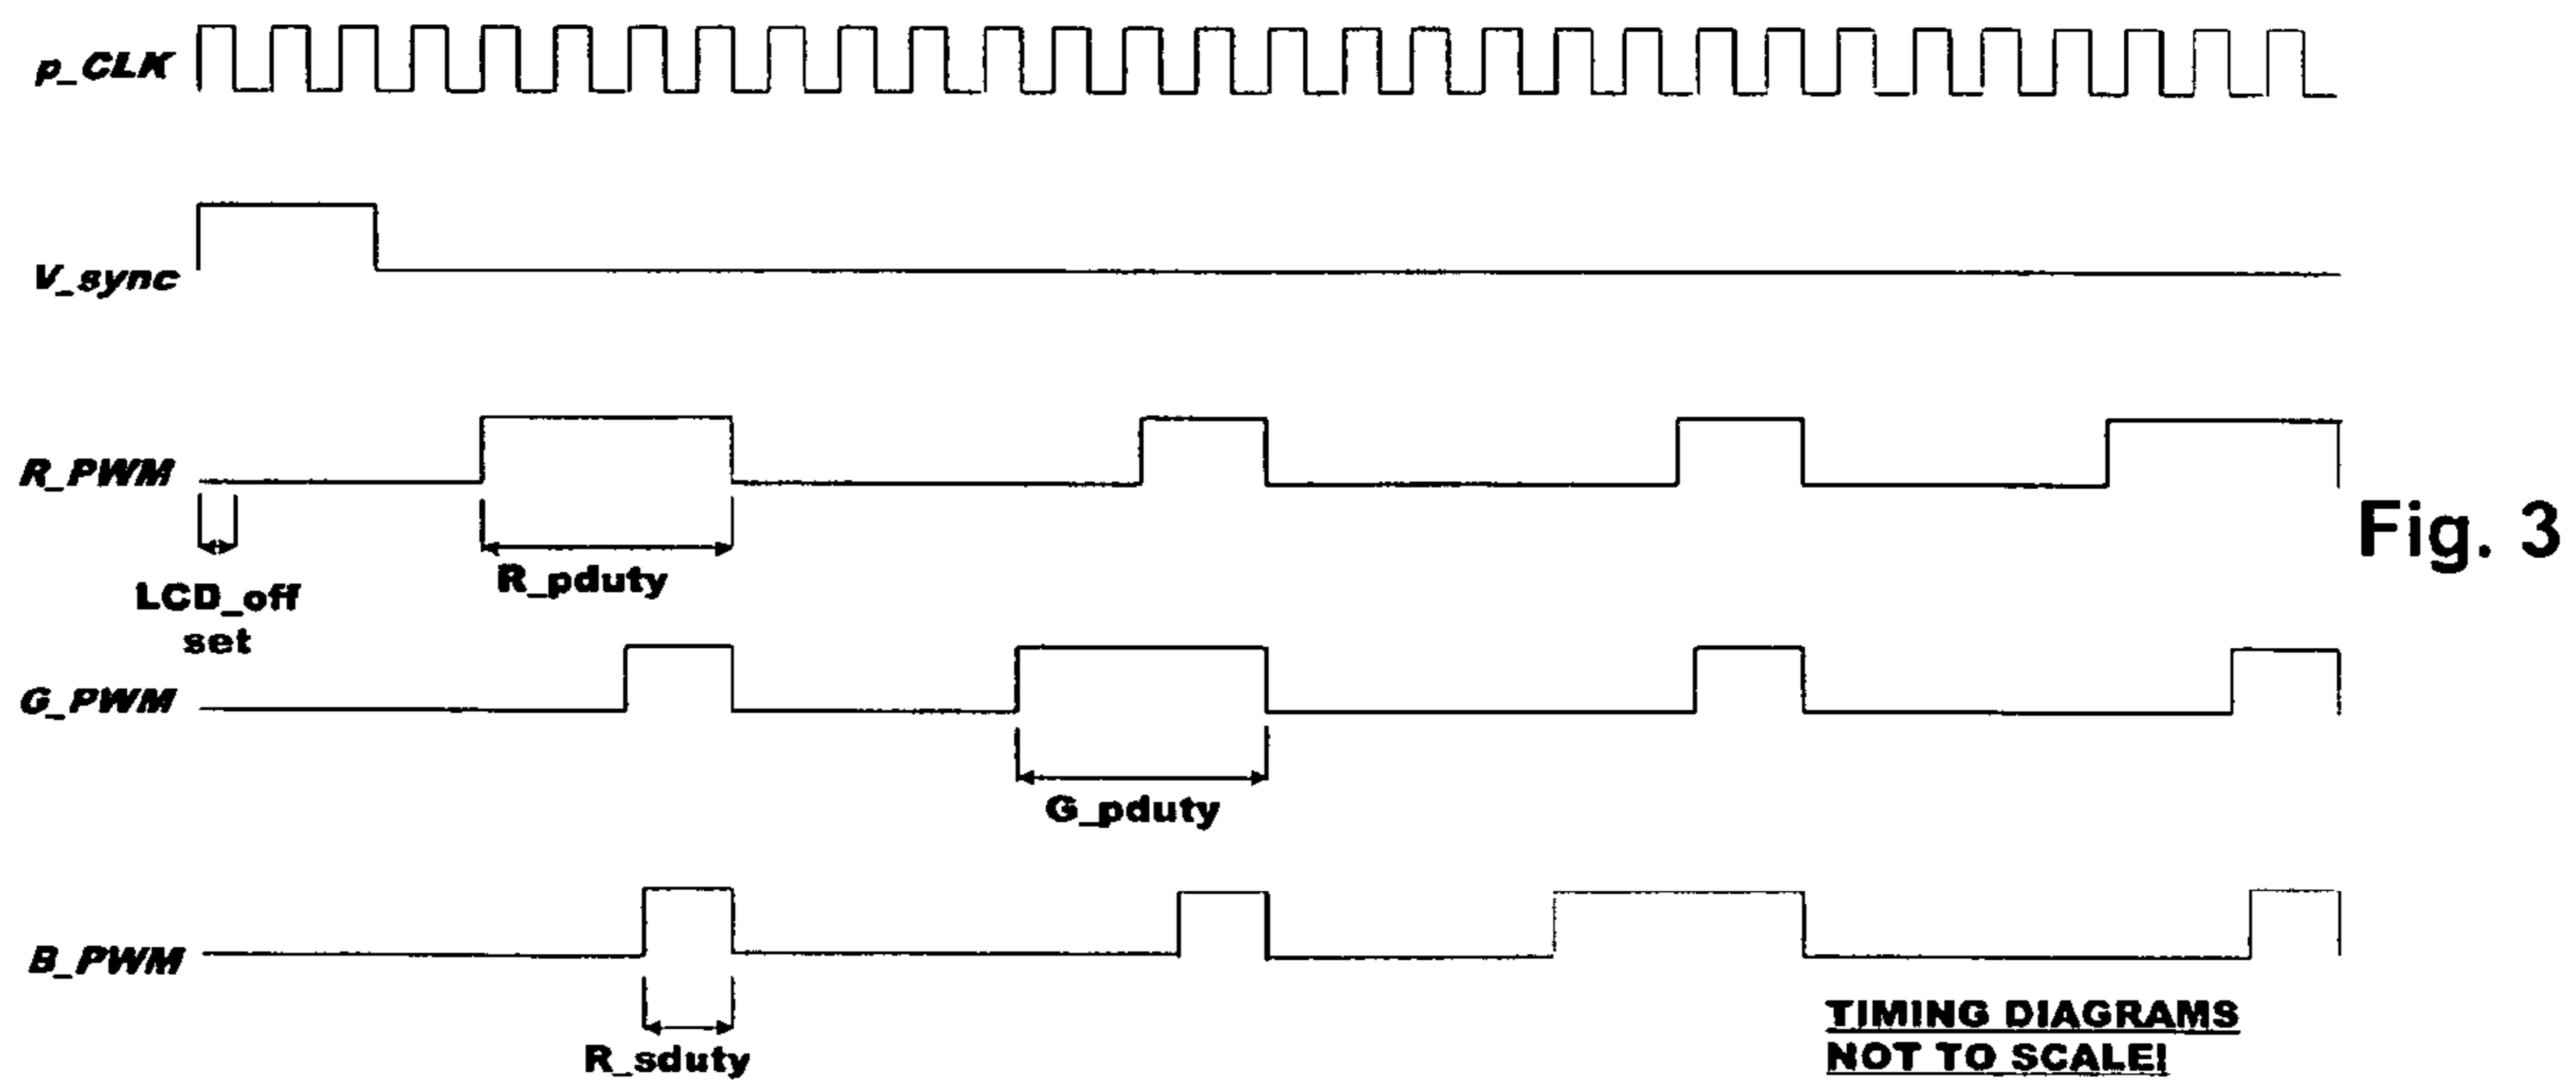 p_CLK
V_sync
R_PWM
Fig. 3
R_pduty
LCD_off
set
G_PWM
G_pduty
B_PWM
R_sduty
TIMING DIAGRAMS
NOT TO SCALE!